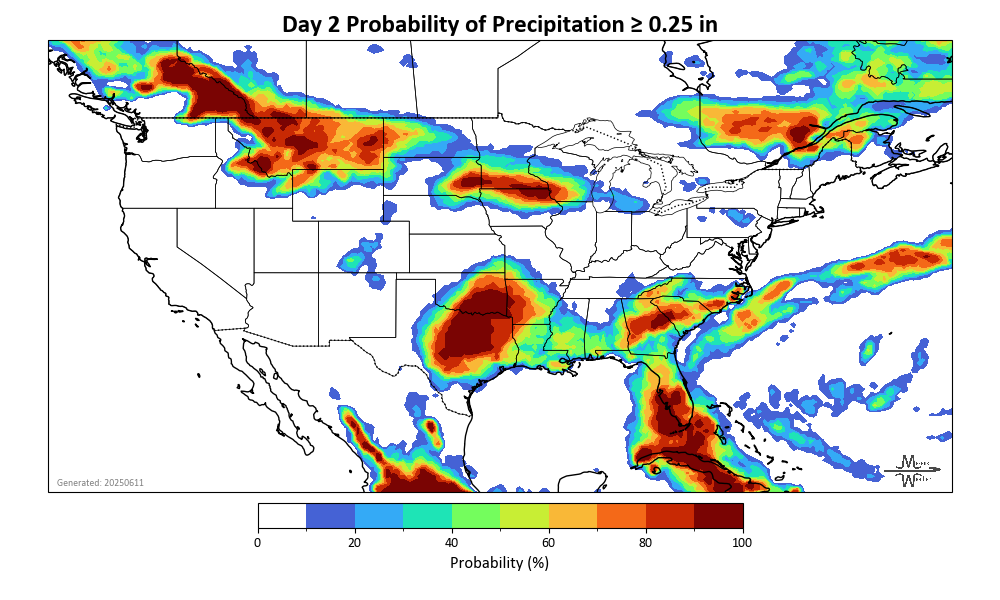 Day 2 Probability of Precipitation ≥ 0.25 in
Generated: 20250611
0 20 40 60 80 100
Probability (%)